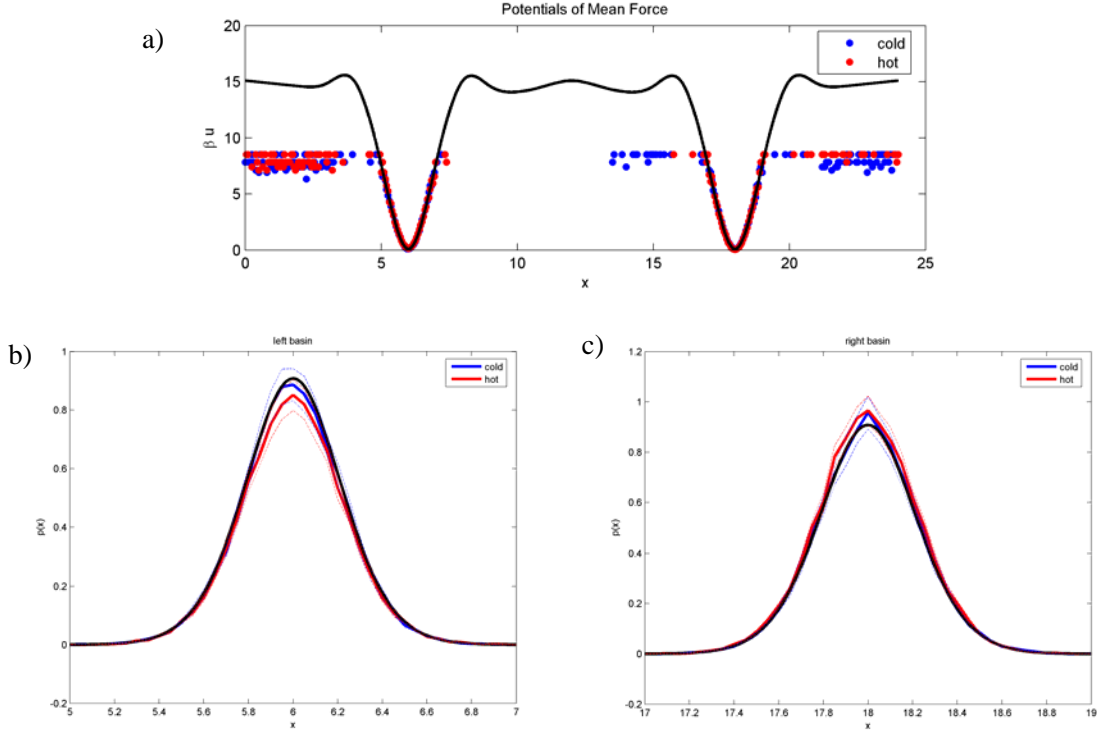 Potentials of Mean Force
a)
20
15
10
5
0
β u
cold
hot
0 5 10 15 20 25
x
b)
left basin
1
0.8
0.6
0.4
0.2
0
-0.2
p(x)
cold
hot
5 5.2 5.4 5.6 5.8 6 6.2 6.4 6.6 6.8 7
x
c)
right basin
1.2
1
0.8
0.6
0.4
0.2
0
-0.2
p(x)
cold
hot
17 17.2 17.4 17.6 17.8 18 18.2 18.4 18.6 18.8 19
x